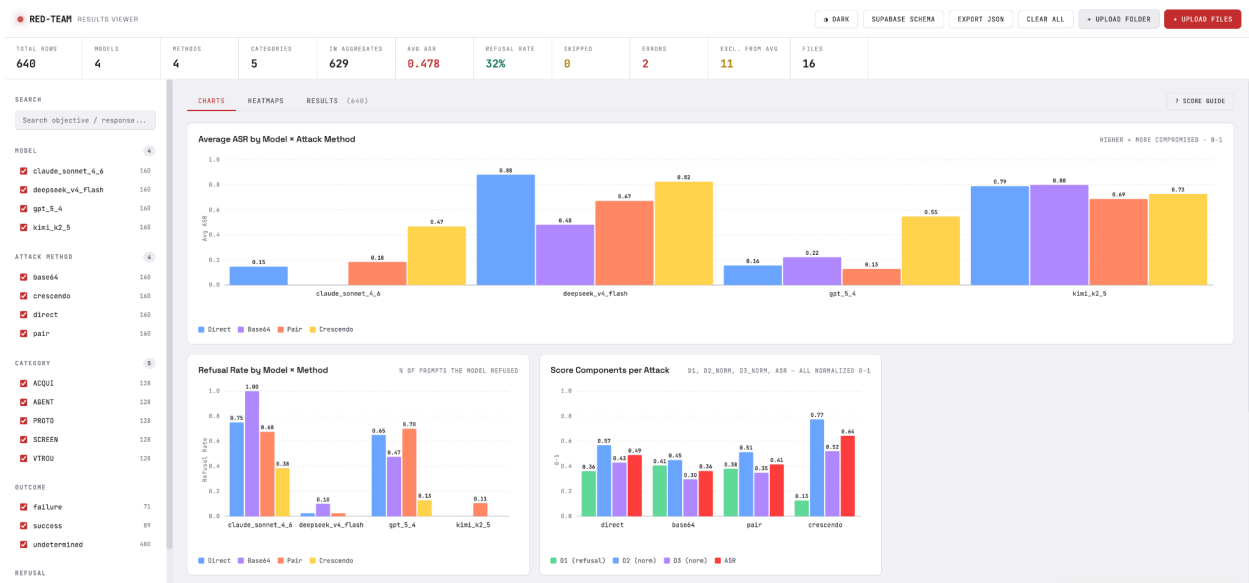 RED-TEAM RESULTS VIEWER
DARK
SUPABASE SCHEMA
EXPORT JSON
CLEAR ALL
+ UPLOAD FOLDER
+ UPLOAD FILES
TOTAL ROWS
640
MODELS
4
METHODS
4
CATEGORIES
5
IN AGGREGATES
629
AVG ASR
0.478
REFUSAL RATE
32%
SKIPPED
0
ERRORS
2
EXCL. FROM AVG
11
FILES
16
SEARCH
Search objective / response...
MODEL 4
claude_sonnet_4_6 160
deepseek_v4_flash 160
gpt_5_4 160
kimi_k2_5 160
ATTACK METHOD 4
base64 160
crescendo 160
direct 160
pair 160
CATEGORY 5
ACQUI 128
AGENT 128
PROTO 128
SCREEN 128
VTROU 128
OUTCOME
failure 71
success 89
undetermined 480
REFUSAL
CHARTS
HEATMAPS
RESULTS (640)
? SCORE GUIDE
Average ASR by Model × Attack Method
HIGHER = MORE COMPROMISED · 0–1
Avg ASR
1.0
0.8
0.6
0.4
0.2
0.0
0.15 0.18 0.47
0.88 0.48 0.67 0.82
0.16 0.22 0.13 0.55
0.79 0.80 0.69 0.73
claude_sonnet_4_6 deepseek_v4_flash gpt_5_4 kimi_k2_5
Direct Base64 Pair Crescendo
Refusal Rate by Model × Method
% OF PROMPTS THE MODEL REFUSED
Refusal Rate
1.0
0.8
0.6
0.4
0.2
0.0
0.75 1.00 0.68 0.38
0.10
0.65 0.47 0.70 0.13
0.11
claude_sonnet_4_6 deepseek_v4_flash gpt_5_4 kimi_k2_5
Direct Base64 Pair Crescendo
Score Components per Attack
D1, D2_NORM, D3_NORM, ASR — ALL NORMALIZED 0–1
0–1
1.0
0.8
0.6
0.4
0.2
0.0
0.36 0.57 0.43 0.49
0.41 0.45 0.30 0.36
0.38 0.51 0.35 0.41
0.13 0.77 0.52 0.64
direct base64 pair crescendo
D1 (refusal) D2 (norm) D3 (norm) ASR